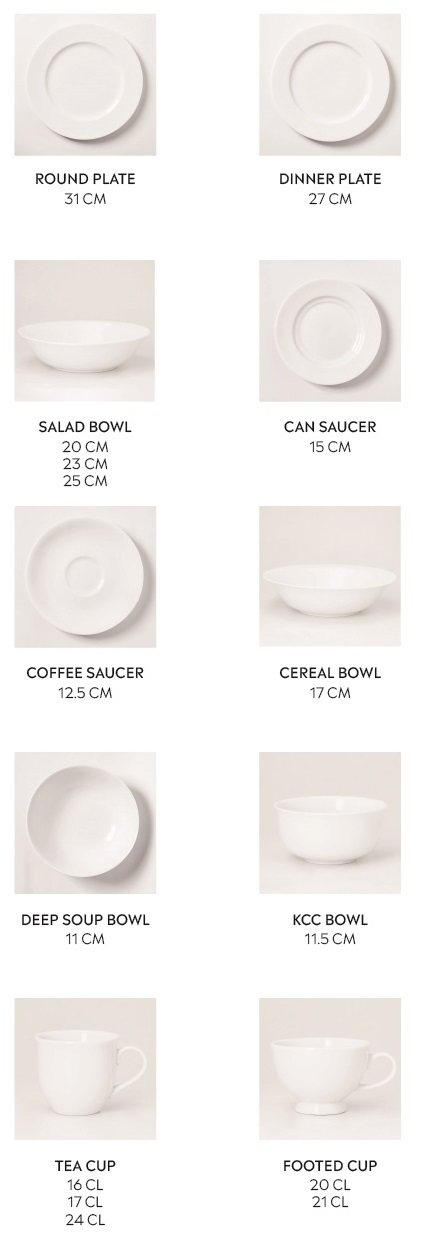 ROUND PLATE
31 CM
DINNER PLATE
27 CM
SALAD BOWL
20 CM
23 CM
25 CM
CAN SAUCER
15 CM
COFFEE SAUCER
12.5 CM
CEREAL BOWL
17 CM
DEEP SOUP BOWL
11 CM
KCC BOWL
11.5 CM
TEA CUP
16 CL
17 CL
24 CL
FOOTED CUP
20 CL
21 CL